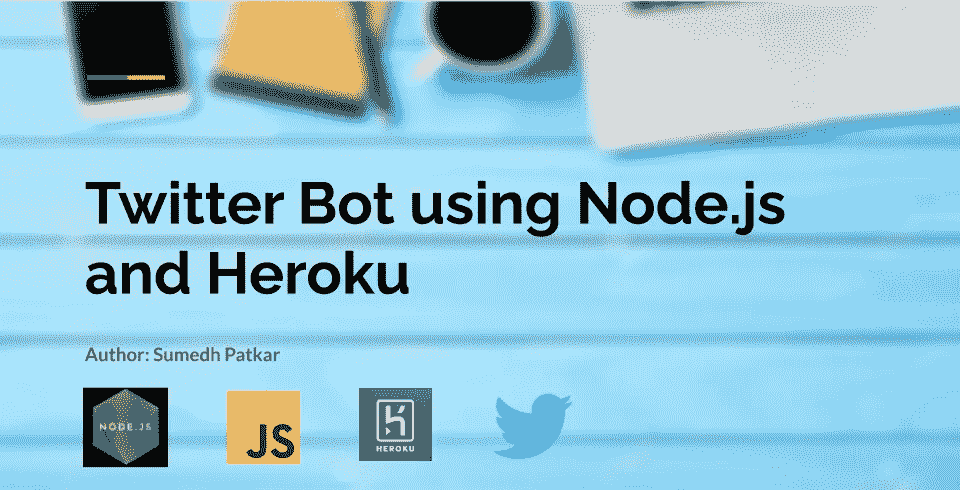 Twitter Bot using Node.js
and Heroku
Author: Sumedh Patkar
NODE.JS
JS
HEROKU